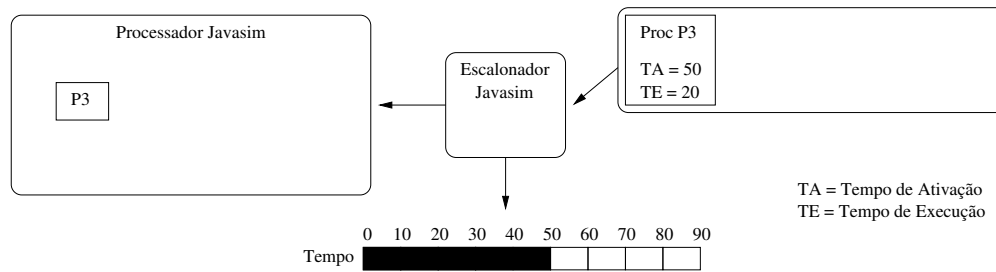 Processador Javasim
P3
Escalonador
Javasim
Proc P3
TA = 50
TE = 20
TA = Tempo de Ativação
TE = Tempo de Execução
0 10 20 30 40 50 60 70 80 90
Tempo